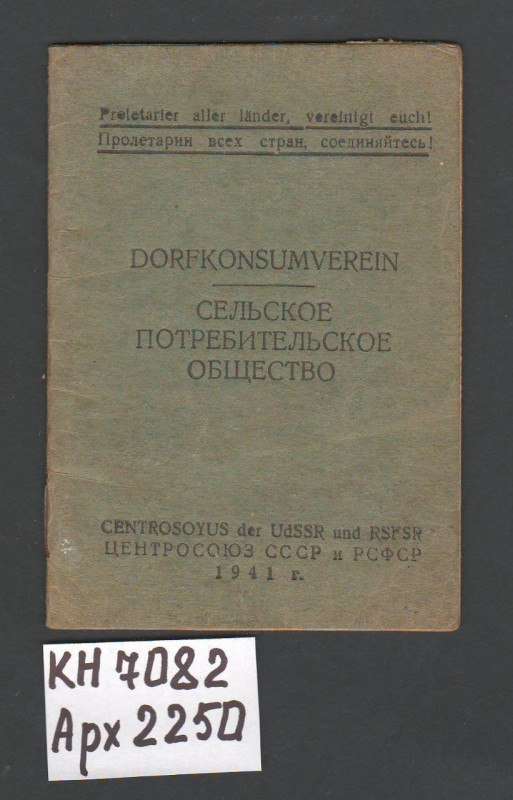 Proletarier aller länder, vereinigt euch!
Пролетарии всех стран, соединяйтесь!
DORFKONSUMVEREIN
СЕЛЬСКОЕ
ПОТРЕБИТЕЛЬСКОЕ
ОБЩЕСТВО
CENTROSOYUS der UdSSR und RSFSR
ЦЕНТРОСОЮЗ СССР и РСФСР
1941 г.
КН 7082
Арх 2250